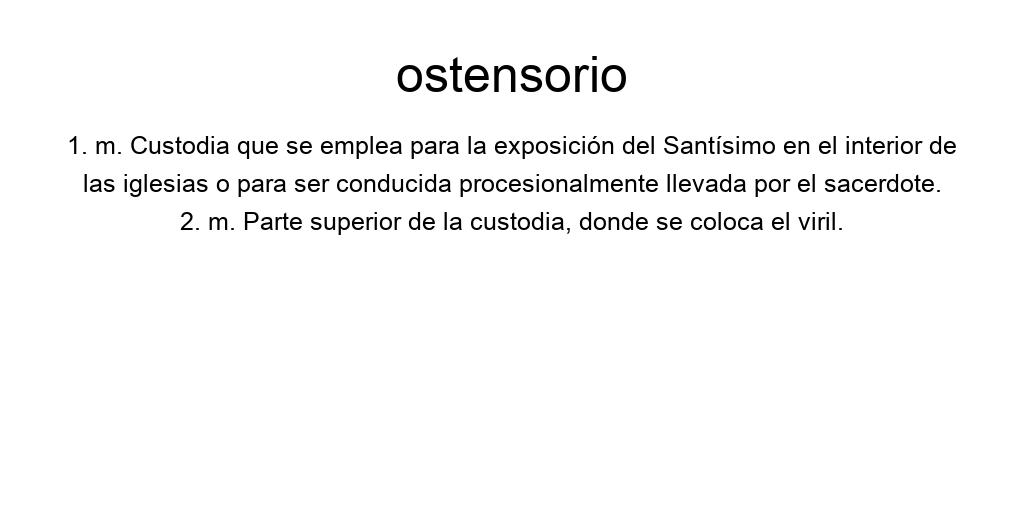 ostensorio
1. m. Custodia que se emplea para la exposición del Santísimo en el interior de
las iglesias o para ser conducida procesionalmente llevada por el sacerdote.
2. m. Parte superior de la custodia, donde se coloca el viril.